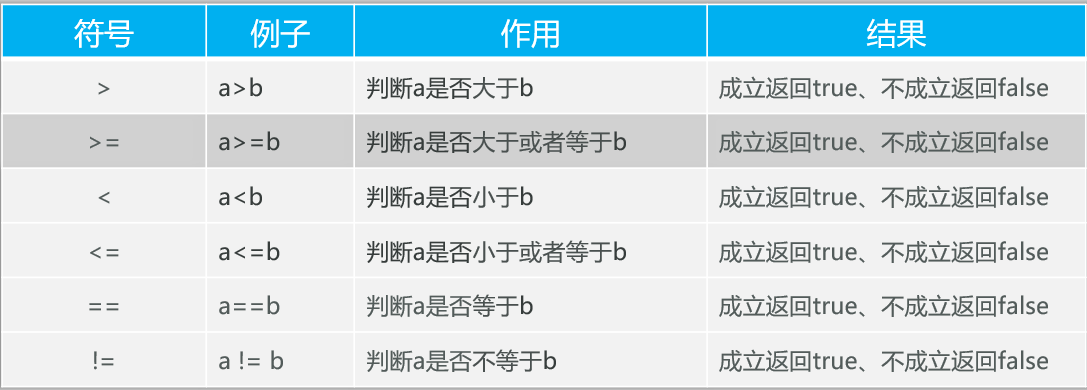 符号 例子 作用 结果
> a>b 判断a是否大于b 成立返回true、不成立返回false
>= a>=b 判断a是否大于或者等于b 成立返回true、不成立返回false
< a<b 判断a是否小于b 成立返回true、不成立返回false
<= a<=b 判断a是否小于或者等于b 成立返回true、不成立返回false
== a==b 判断a是否等于b 成立返回true、不成立返回false
!= a != b 判断a是否不等于b 成立返回true、不成立返回false